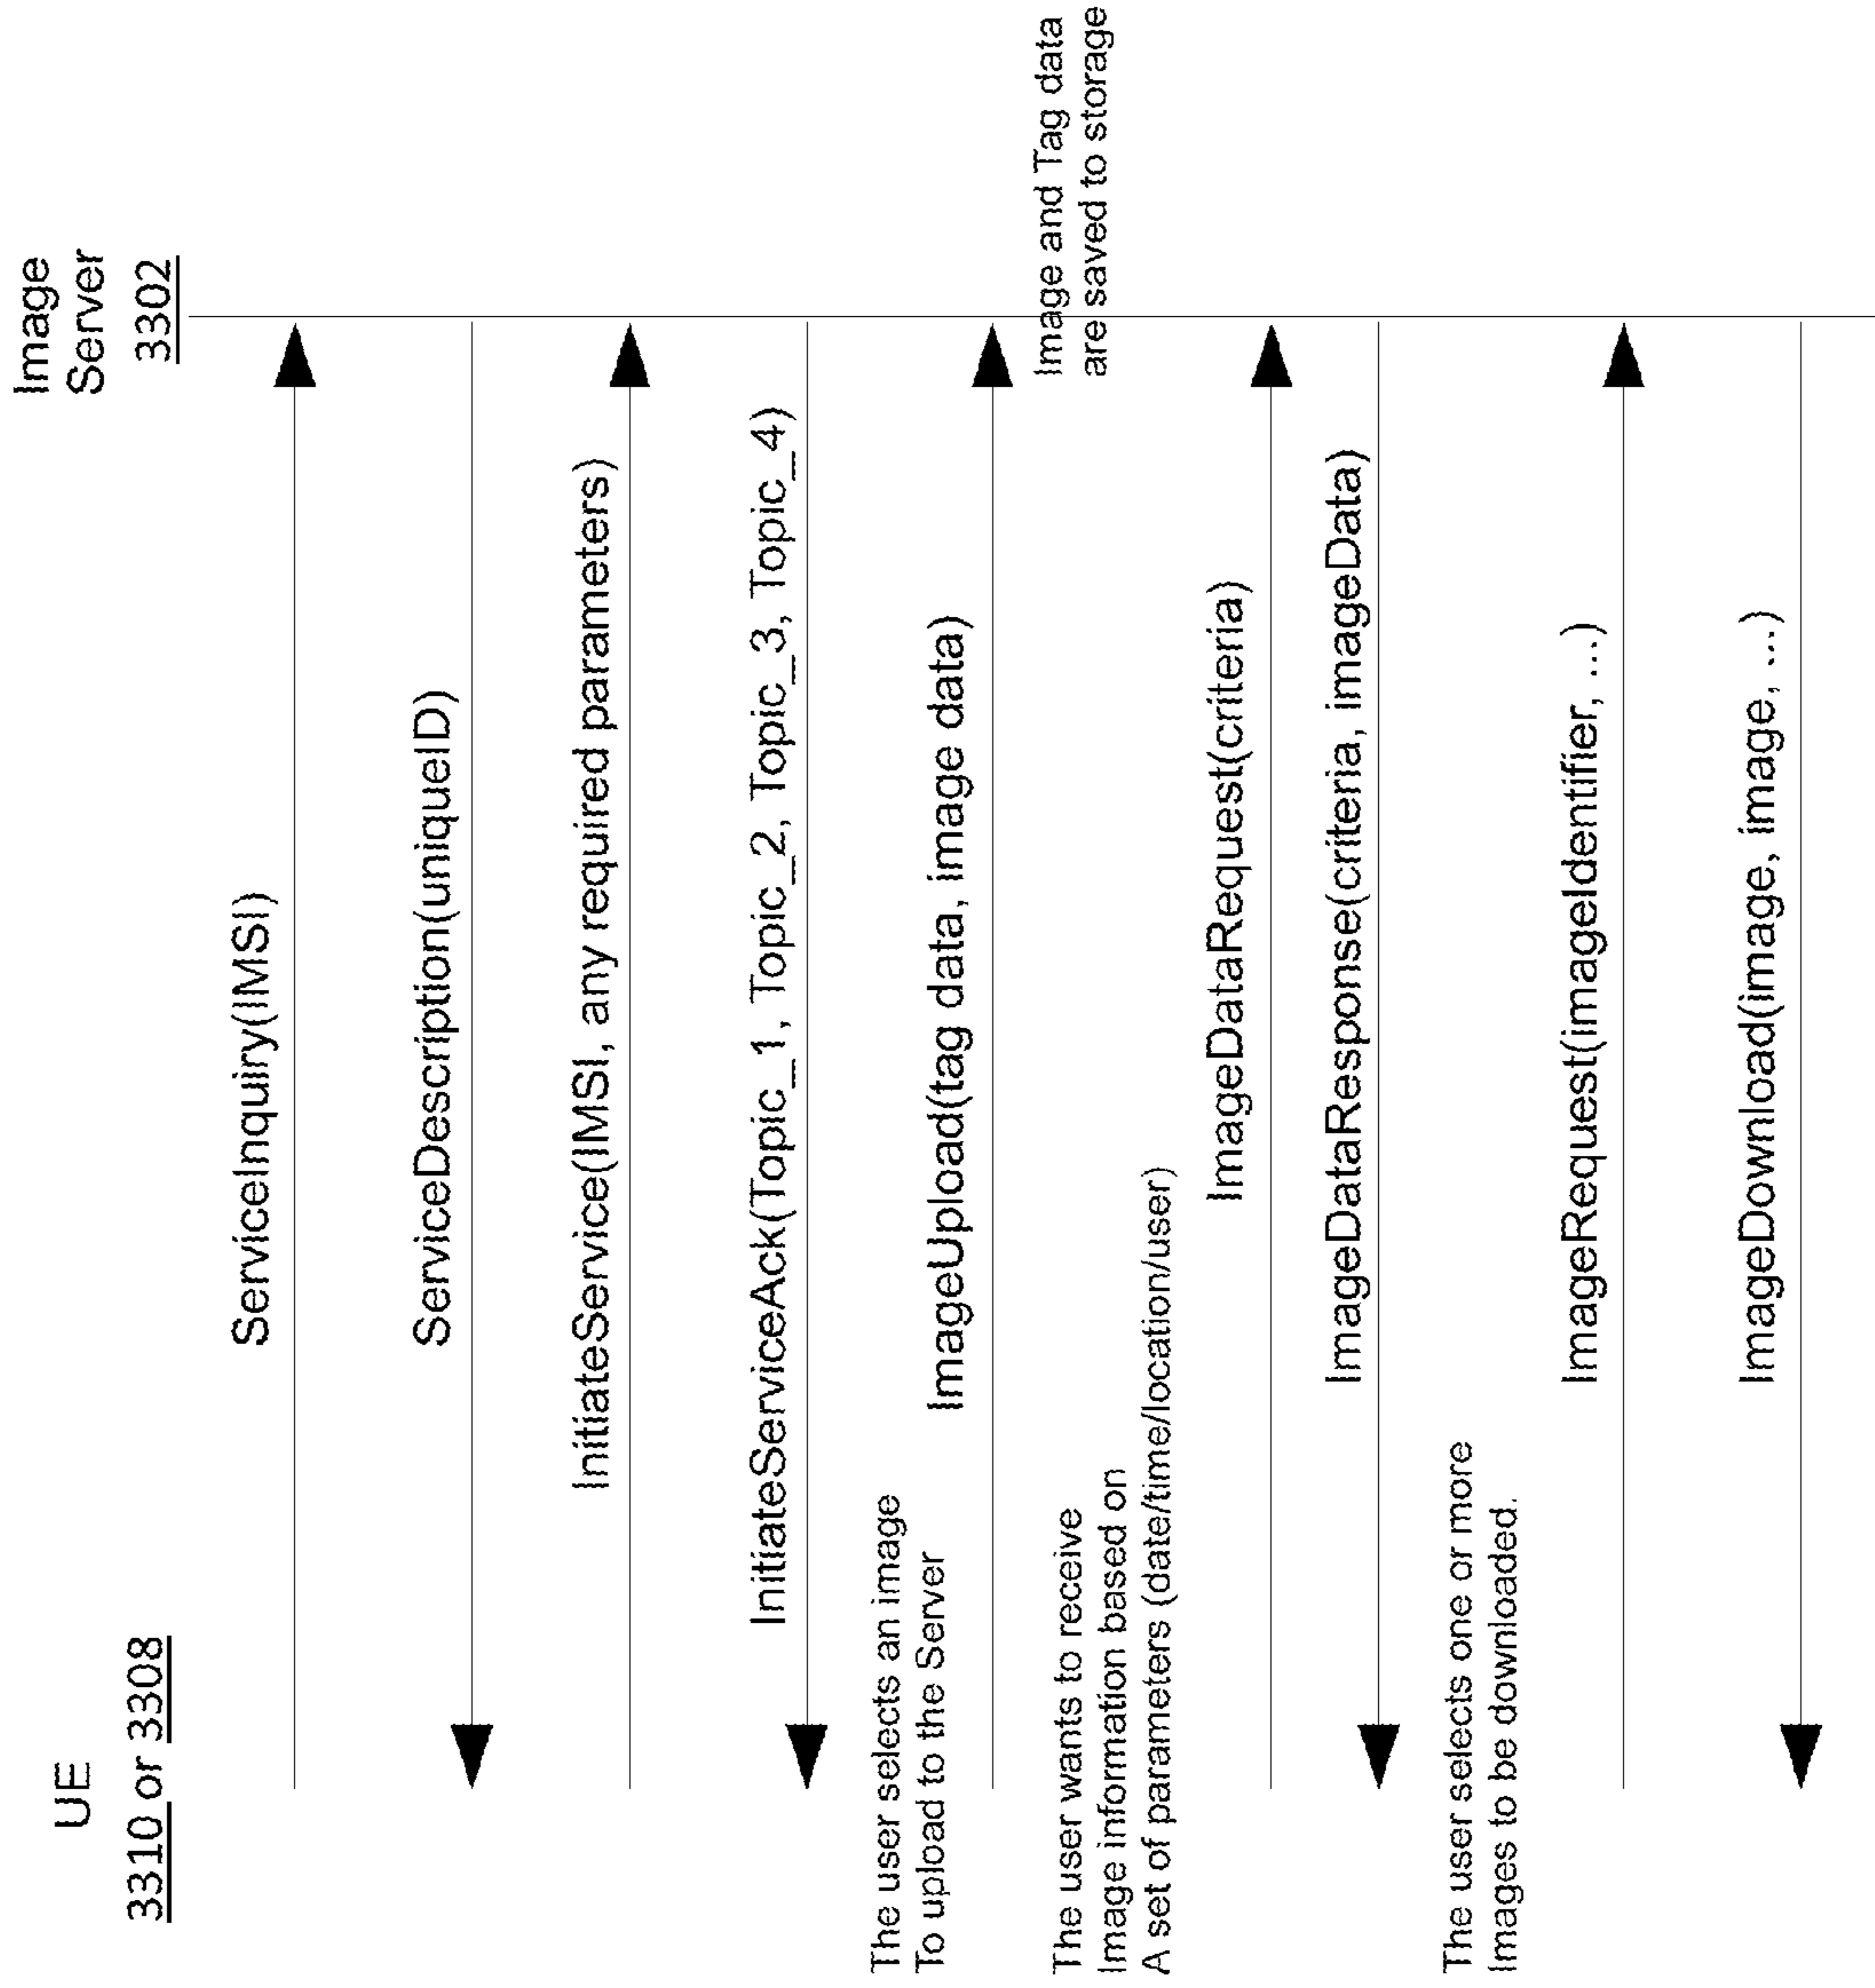 UE
3310 or 3308
Image
Server
3302
ServiceInquiry(IMSI)
ServiceDescription(uniqueID)
InitiateService(IMSI, any required parameters)
InitiateServiceAck(Topic_1, Topic_2, Topic_3, Topic_4)
The user selects an image
To upload to the Server
ImageUpload(tag data, image data)
Image and Tag data
are saved to storage
The user wants to receive
Image information based on
A set of parameters (date/time/location/user)
ImageDataRequest(criteria)
ImageDataResponse(criteria, imageData)
The user selects one or more
Images to be downloaded.
ImageRequest(imageIdentifier, ...)
ImageDownload(image, image, ...)